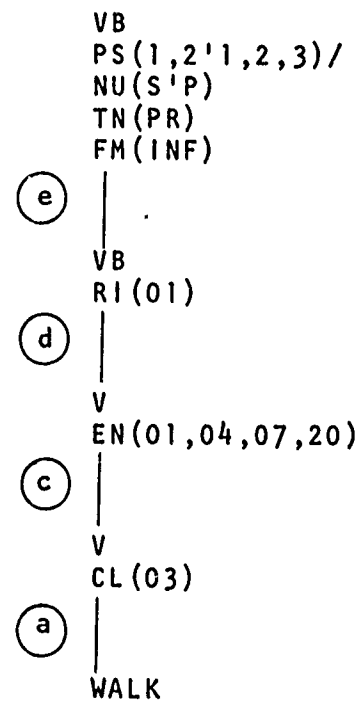 VB
PS(1,2'1,2,3)/
NU(S'P)
TN(PR)
FM(INF)
e
VB
RI(01)
d
V
EN(01,04,07,20)
c
V
CL(03)
a
WALK